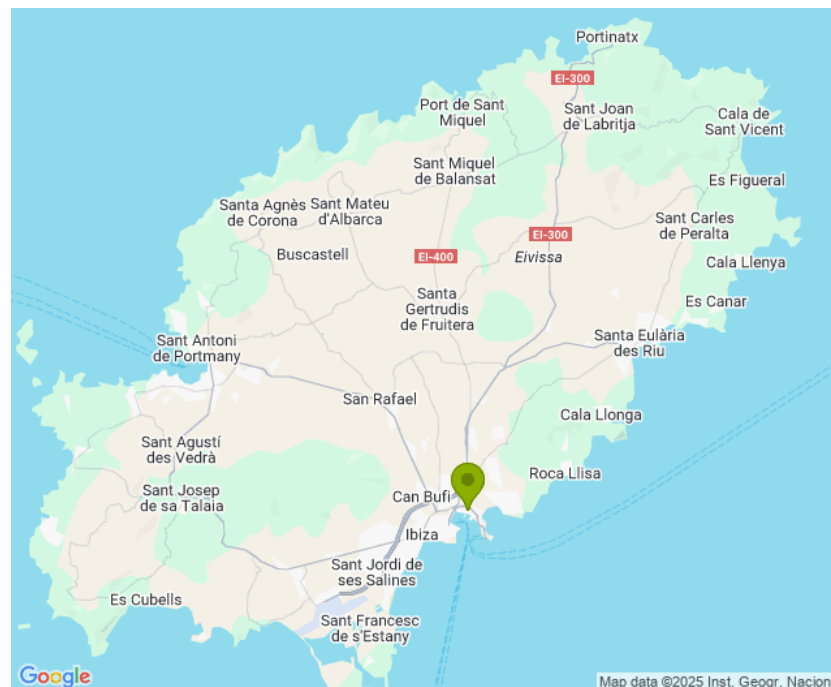 Portinatx
EI-300
Port de Sant
Miquel
Sant Joan
de Labritja
Cala de
Sant Vicent
Sant Miquel
de Balansat
Es Figueral
Santa Agnès
de Corona
Sant Mateu
d'Albarca
Sant Carles
de Peralta
EI-300
Buscastell
EI-400
Eivissa
Cala Llenya
Santa
Gertrudis
de Fruitera
Es Canar
Sant Antoni
de Portmany
Santa Eulària
des Riu
San Rafael
Cala Llonga
Sant Agustí
des Vedrà
Roca Llisa
Sant Josep
de sa Talaia
Can Bufí
Ibiza
Sant Jordi de
ses Salines
Es Cubells
Sant Francesc
de s'Estany
Google
Map data ©2025 Inst. Geogr. Nacion